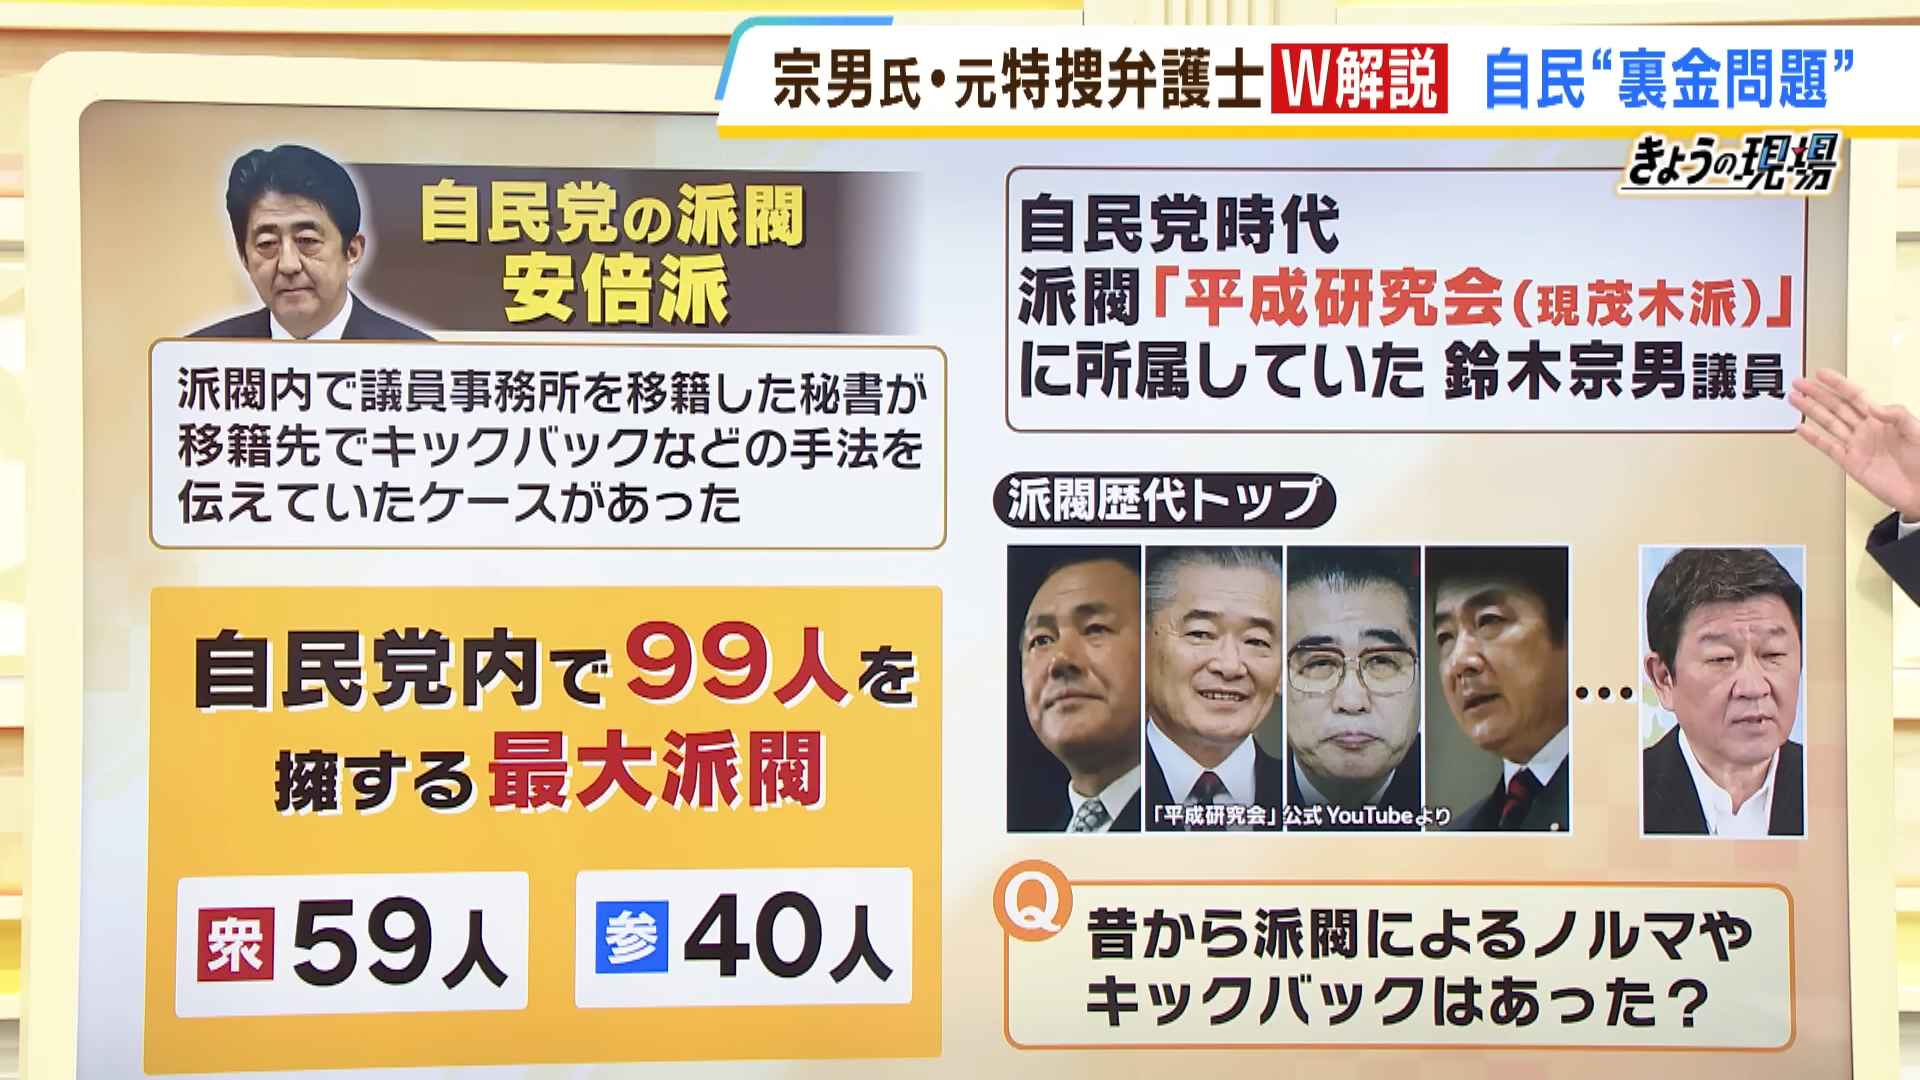 宗男氏・元特捜弁護士 W解説 自民“裏金問題”
きょうの現場
自民党の派閥
安倍派
派閥内で議員事務所を移籍した秘書が
移籍先でキックバックなどの手法を
伝えていたケースがあった
自民党内で99人を
擁する最大派閥
衆 59人
参 40人
自民党時代
派閥「平成研究会(現茂木派)」
に所属していた 鈴木宗男議員
派閥歴代トップ
…
「平成研究会」公式YouTubeより
Q
昔から派閥によるノルマや
キックバックはあった？